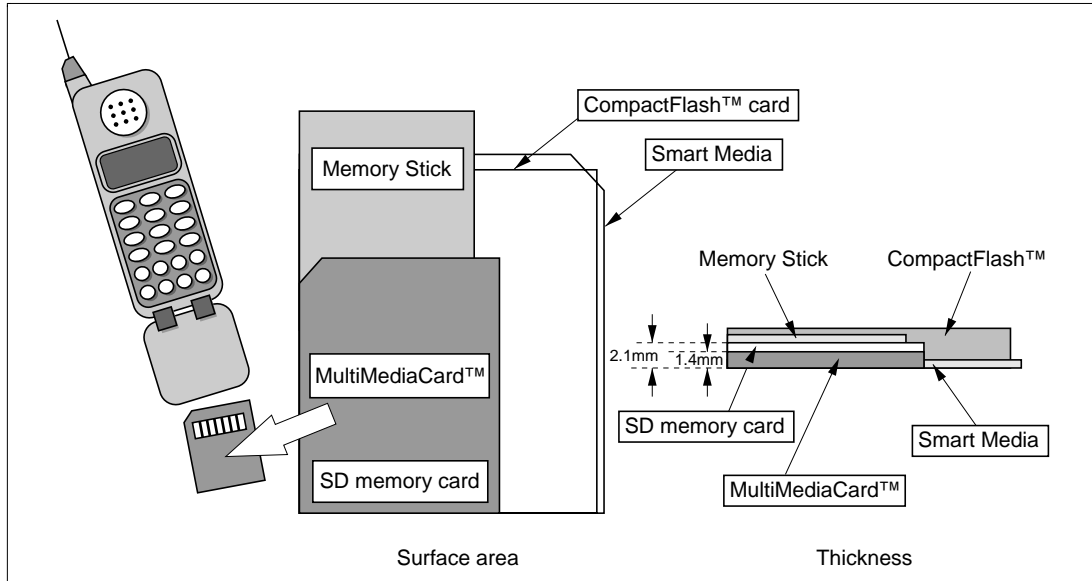 CompactFlash™ card
Memory Stick
Smart Media
Memory Stick
CompactFlash™
2.1mm
1.4mm
MultiMediaCard™
SD memory card
SD memory card
Smart Media
MultiMediaCard™
Surface area
Thickness